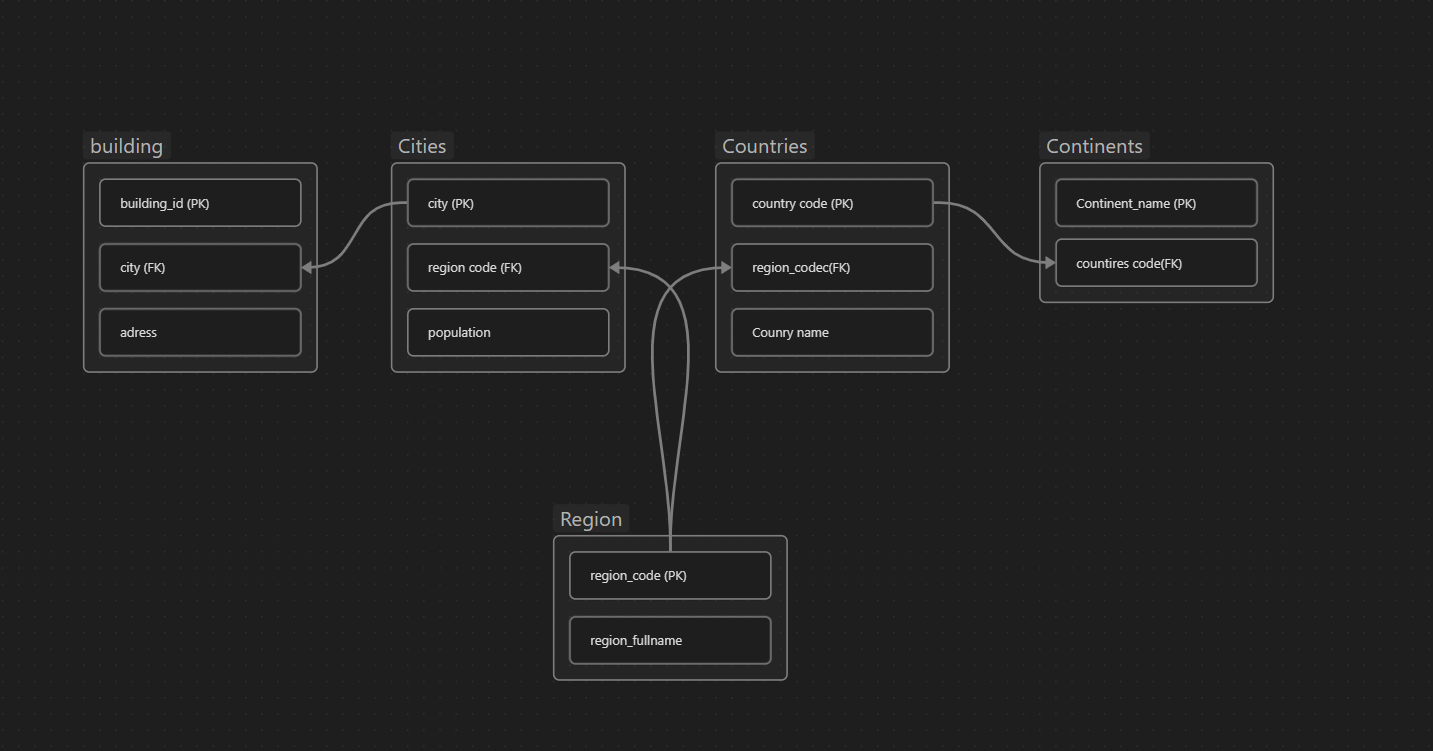 building
building_id (PK)
city (FK)
adress
Cities
city (PK)
region code (FK)
population
Countries
country code (PK)
region_codec(FK)
Counry name
Continents
Continent_name (PK)
countires code(FK)
Region
region_code (PK)
region_fullname